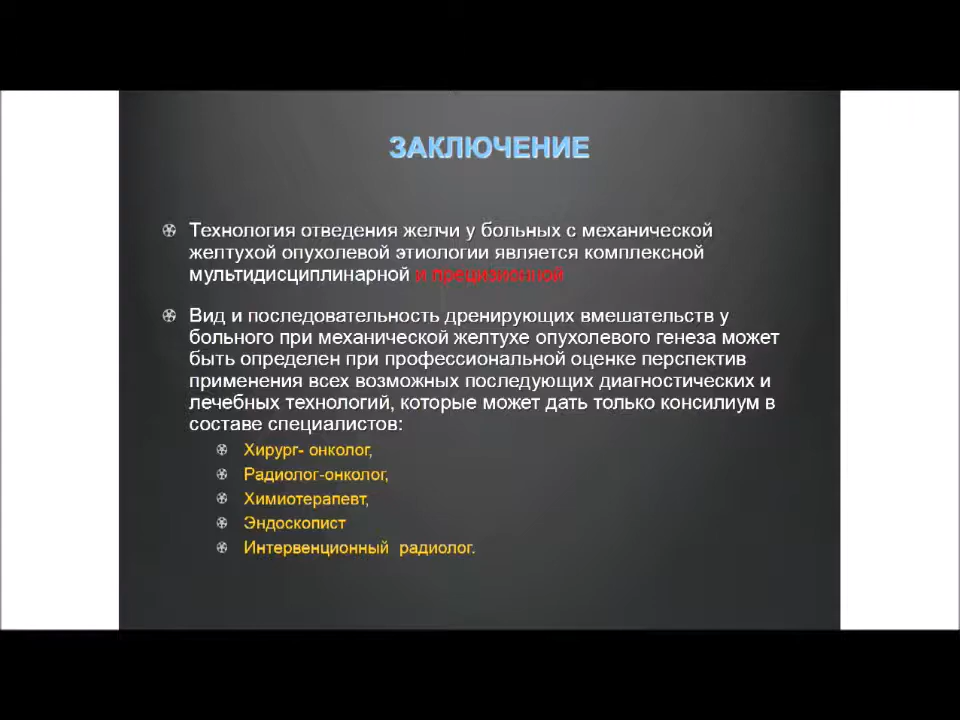 ЗАКЛЮЧЕНИЕ
Технология отведения желчи у больных с механической
желтухой опухолевой этиологии является комплексной
мультидисциплинарной и прецизионной
Вид и последовательность дренирующих вмешательств у
больного при механической желтухе опухолевого генеза может
быть определен при профессиональной оценке перспектив
применения всех возможных последующих диагностических и
лечебных технологий, которые может дать только консилиум в
составе специалистов:
Хирург- онколог,
Радиолог-онколог,
Химиотерапевт,
Эндоскопист
Интервенционный радиолог.